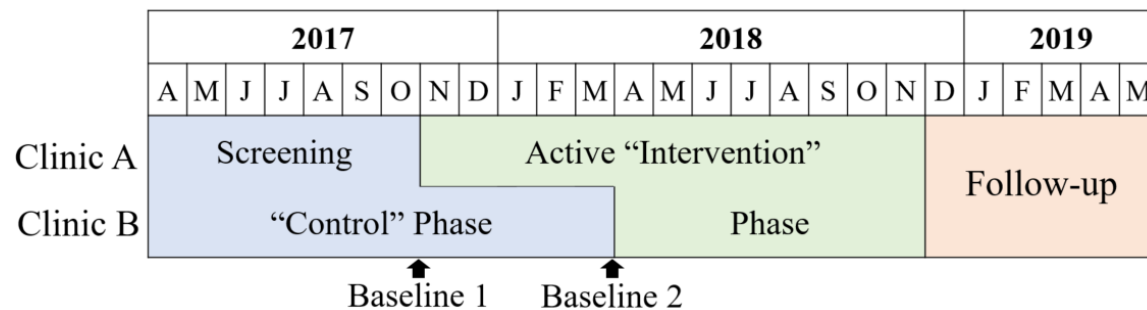 2017 2018 2019
A M J J A S O N D J F M A M J J A S O N D J F M A M
Clinic A Screening Active “Intervention”
Follow-up
Clinic B “Control” Phase Phase
Baseline 1 Baseline 2